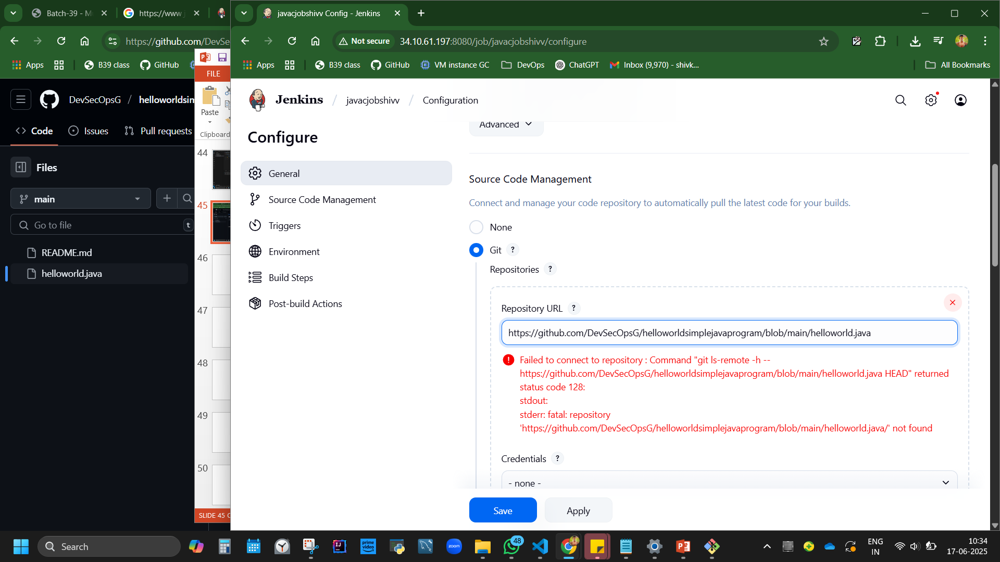 Batch-39 - M
https://www.j
javacjobshivv Config - Jenkins
https://github.com/DevSe
Not secure
34.10.61.197:8080/job/javacjobshivv/configure
Apps
B39 class
GitHub
Apps
B39 class
GitHub
VM instance GC
DevOps
ChatGPT
Inbox (9,970) - shivk...
All Bookmarks
FILE
Paste
Clipboard
44
45
46
47
48
49
50
SLIDE 45 O
DevSecOpsG / helloworldsim
Code
Issues
Pull requests
Files
main
Go to file
t
README.md
helloworld.java
Jenkins / javacjobshivv / Configuration
Configure
General
Source Code Management
Triggers
Environment
Build Steps
Post-build Actions
Advanced
Source Code Management
Connect and manage your code repository to automatically pull the latest code for your builds.
None
Git ?
Repositories ?
Repository URL ?
https://github.com/DevSecOpsG/helloworldsimplejavaprogram/blob/main/helloworld.java
Failed to connect to repository : Command "git ls-remote -h --
https://github.com/DevSecOpsG/helloworldsimplejavaprogram/blob/main/helloworld.java HEAD" returned
status code 128:
stdout:
stderr: fatal: repository
'https://github.com/DevSecOpsG/helloworldsimplejavaprogram/blob/main/helloworld.java/' not found
Credentials ?
- none -
Save
Apply
Search
prime video
zoom
48
ENG
IN
10:34
17-06-2025